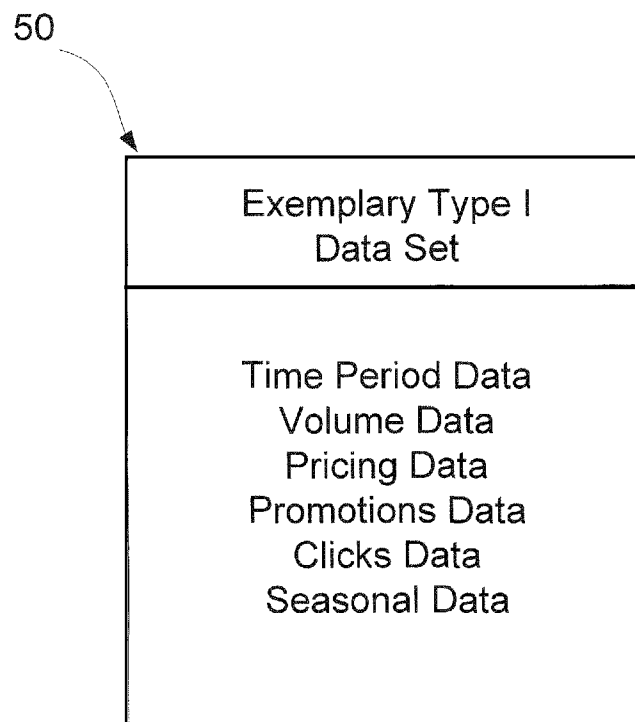 50
Exemplary Type I
Data Set
Time Period Data
Volume Data
Pricing Data
Promotions Data
Clicks Data
Seasonal Data